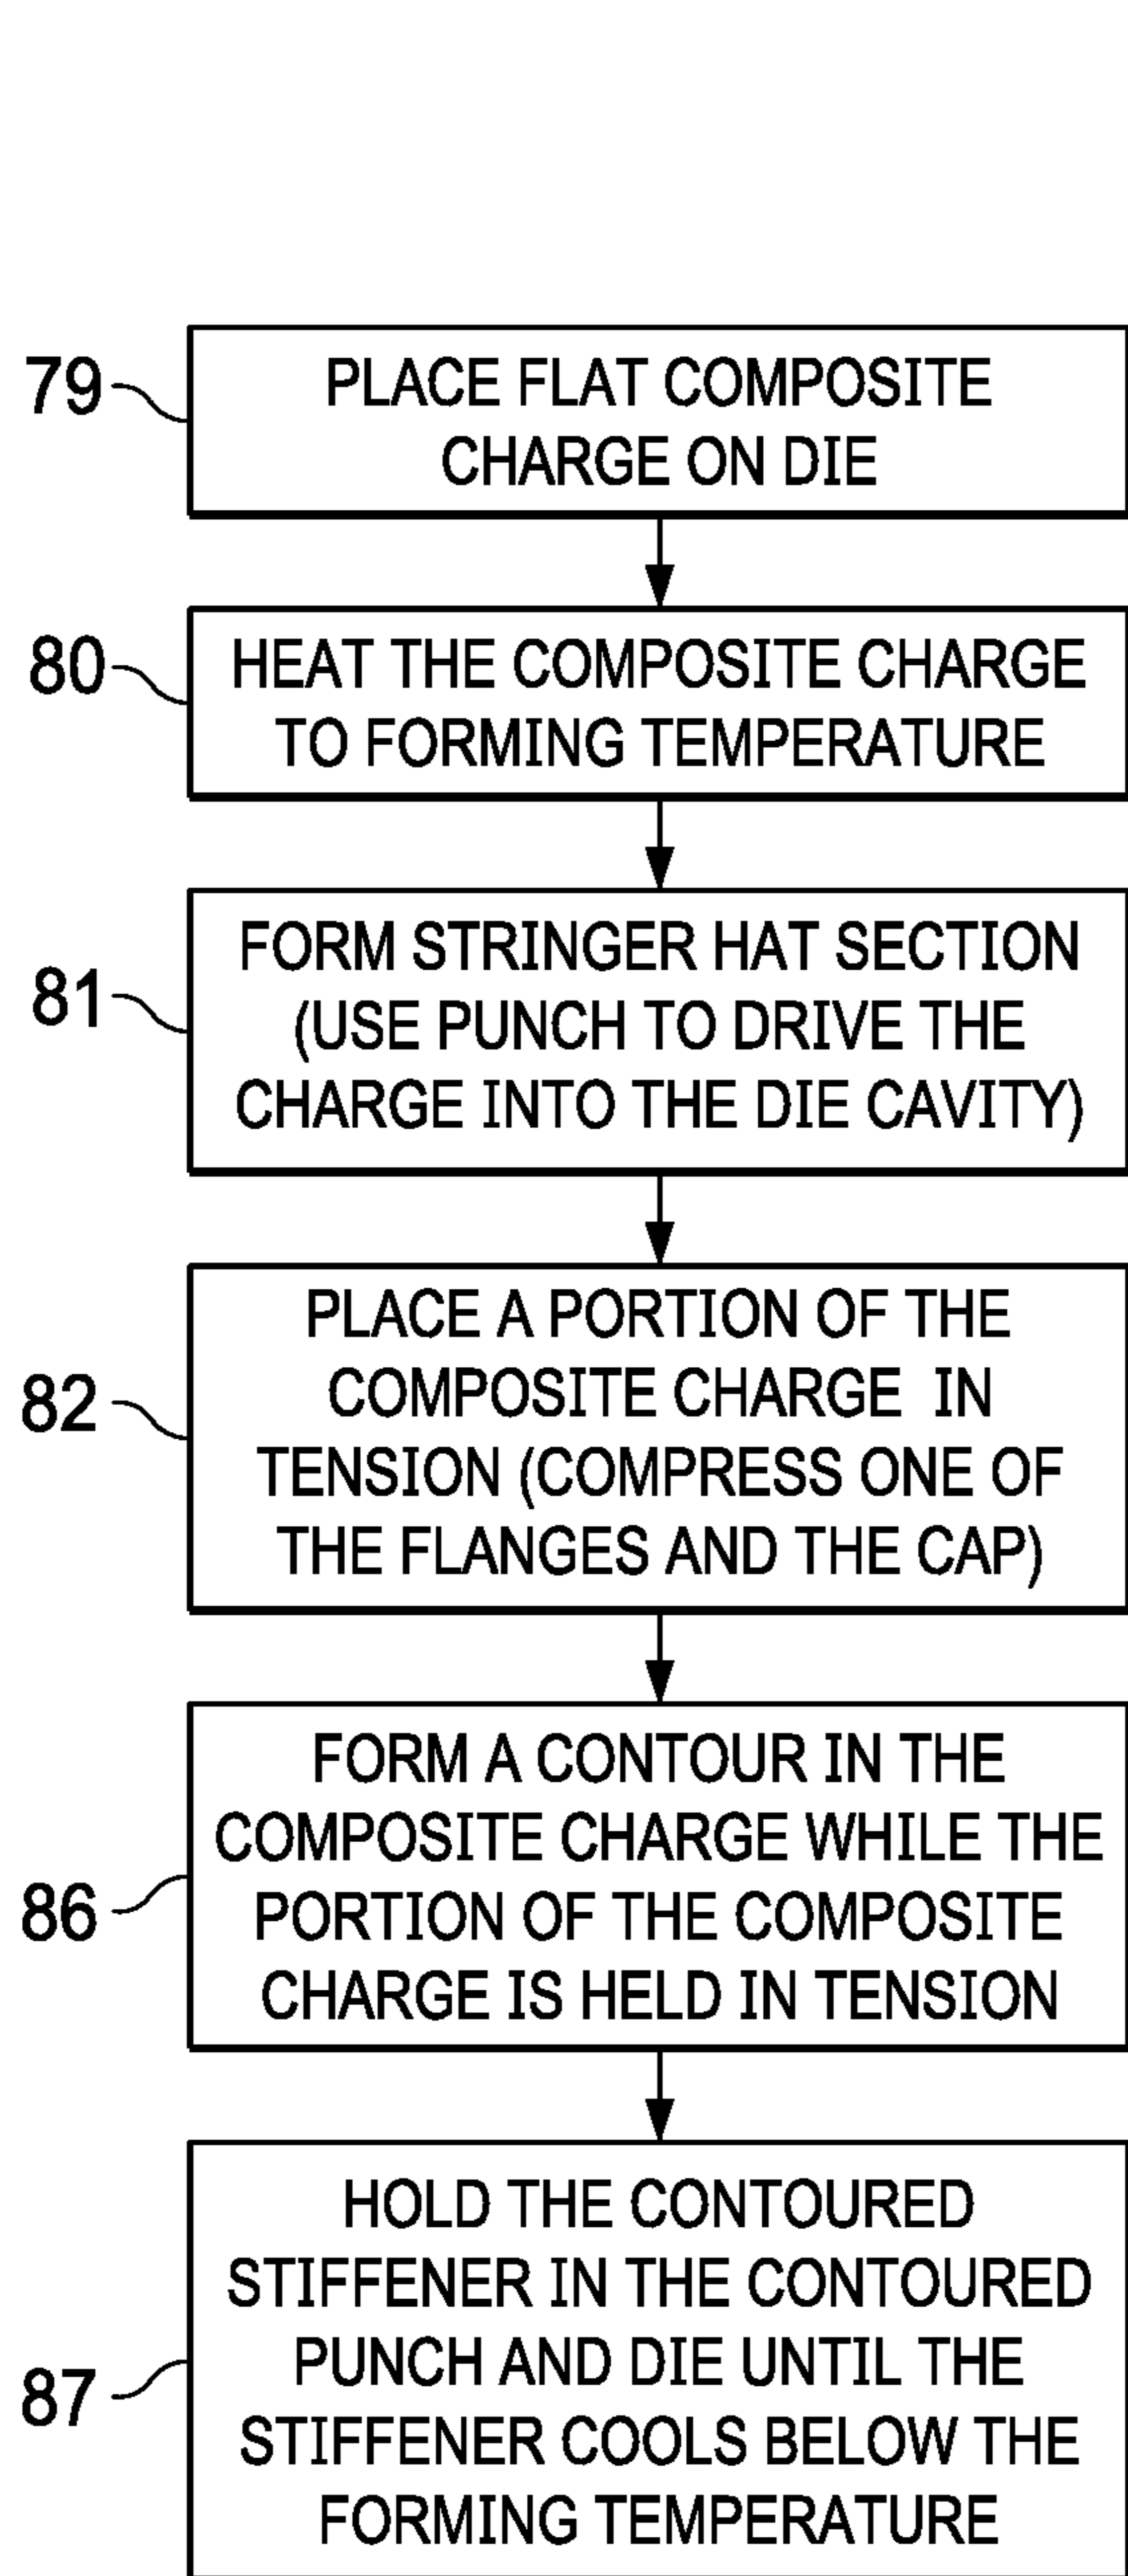 79
PLACE FLAT COMPOSITE
CHARGE ON DIE
80
HEAT THE COMPOSITE CHARGE
TO FORMING TEMPERATURE
81
FORM STRINGER HAT SECTION
(USE PUNCH TO DRIVE THE
CHARGE INTO THE DIE CAVITY)
82
PLACE A PORTION OF THE
COMPOSITE CHARGE IN
TENSION (COMPRESS ONE OF
THE FLANGES AND THE CAP)
86
FORM A CONTOUR IN THE
COMPOSITE CHARGE WHILE THE
PORTION OF THE COMPOSITE
CHARGE IS HELD IN TENSION
87
HOLD THE CONTOURED
STIFFENER IN THE CONTOURED
PUNCH AND DIE UNTIL THE
STIFFENER COOLS BELOW THE
FORMING TEMPERATURE